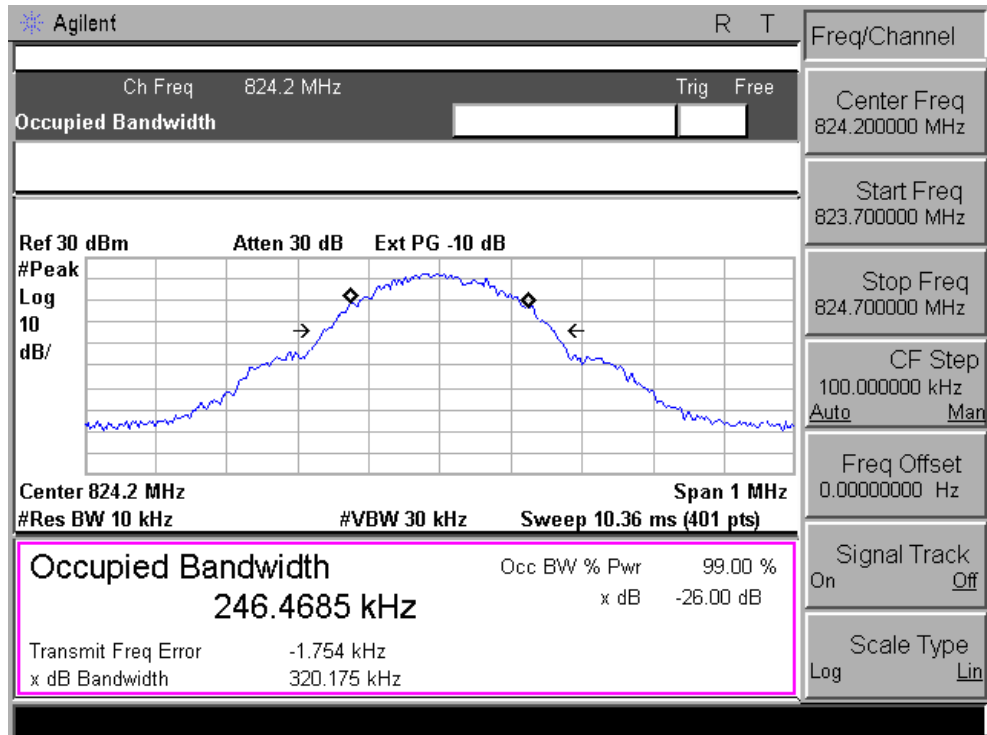 Agilent R T
Freq/Channel
Ch Freq 824.2 MHz Trig Free
Occupied Bandwidth
Center Freq
824.200000 MHz
Start Freq
823.700000 MHz
Ref 30 dBm Atten 30 dB Ext PG -10 dB
#Peak
Log
10
dB/
Stop Freq
824.700000 MHz
CF Step
100.000000 kHz
Auto Man
Freq Offset
0.00000000 Hz
Center 824.2 MHz Span 1 MHz
#Res BW 10 kHz #VBW 30 kHz Sweep 10.36 ms (401 pts)
Occupied Bandwidth Occ BW % Pwr 99.00 %
246.4685 kHz x dB -26.00 dB
Transmit Freq Error -1.754 kHz
x dB Bandwidth 320.175 kHz
Signal Track
On Off
Scale Type
Log Lin